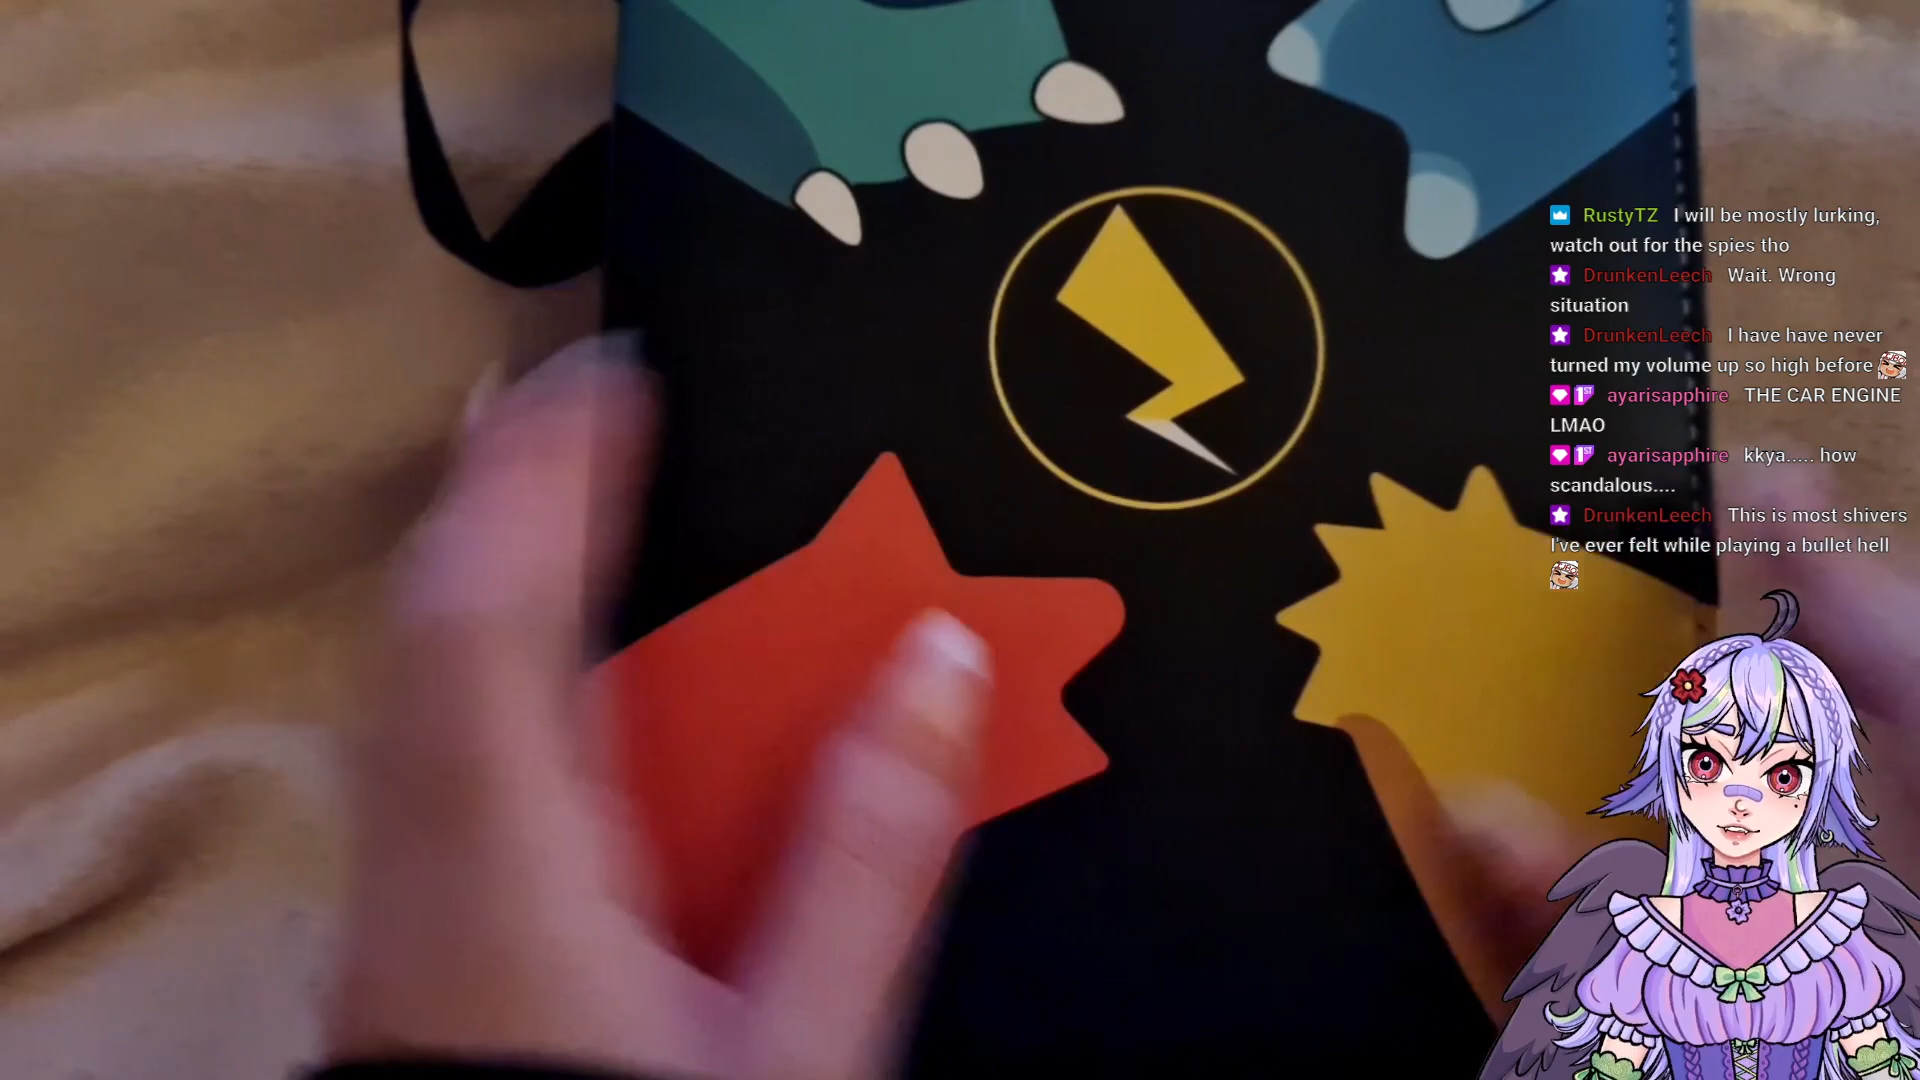 RustyTZ I will be mostly lurking,
watch out for the spies tho
DrunkenLeech Wait. Wrong
situation
DrunkenLeech I have have never
turned my volume up so high before
1ST ayarisapphire THE CAR ENGINE
LMAO
1ST ayarisapphire kkya..... how
scandalous....
DrunkenLeech This is most shivers
I've ever felt while playing a bullet hell